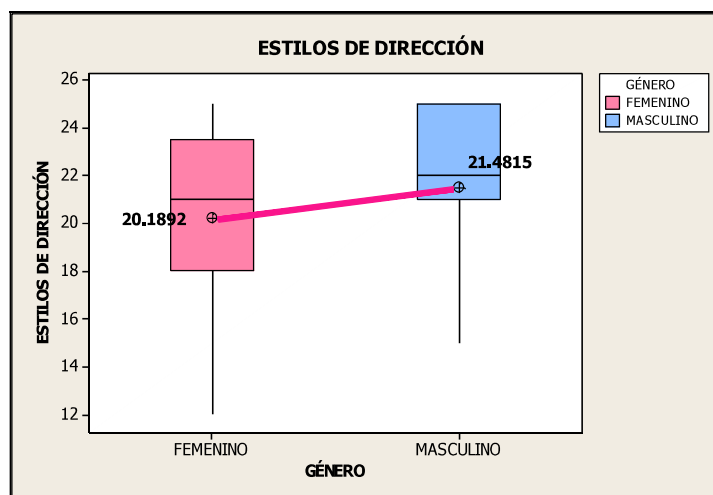 ESTILOS DE DIRECCIÓN
26
24
22
20
18
16
14
12
ESTILOS DE DIRECCIÓN
20.1892
21.4815
FEMENINO
MASCULINO
GÉNERO
GÉNERO
FEMENINO
MASCULINO